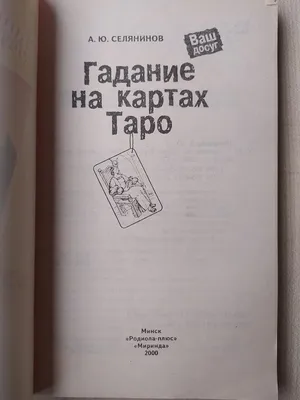 А. Ю. СЕЛЯНИНОВ
Ваш
досуг
Гадание
на картах
Таро
Минск
«Родиола-плюс»
«Миринда»
2000